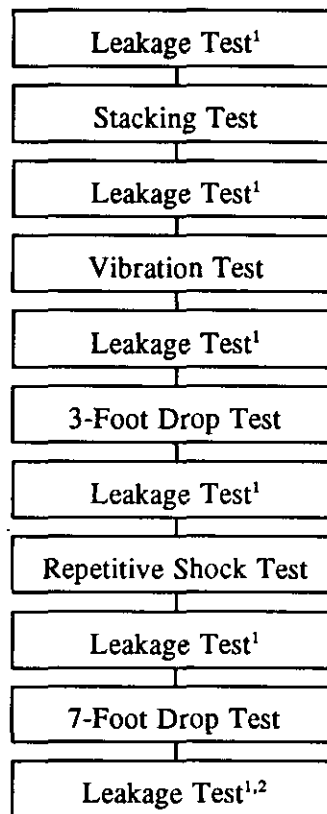 Leakage Test¹
Stacking Test
Leakage Test¹
Vibration Test
Leakage Test¹
3-Foot Drop Test
Leakage Test¹
Repetitive Shock Test
Leakage Test¹
7-Foot Drop Test
Leakage Test¹,²